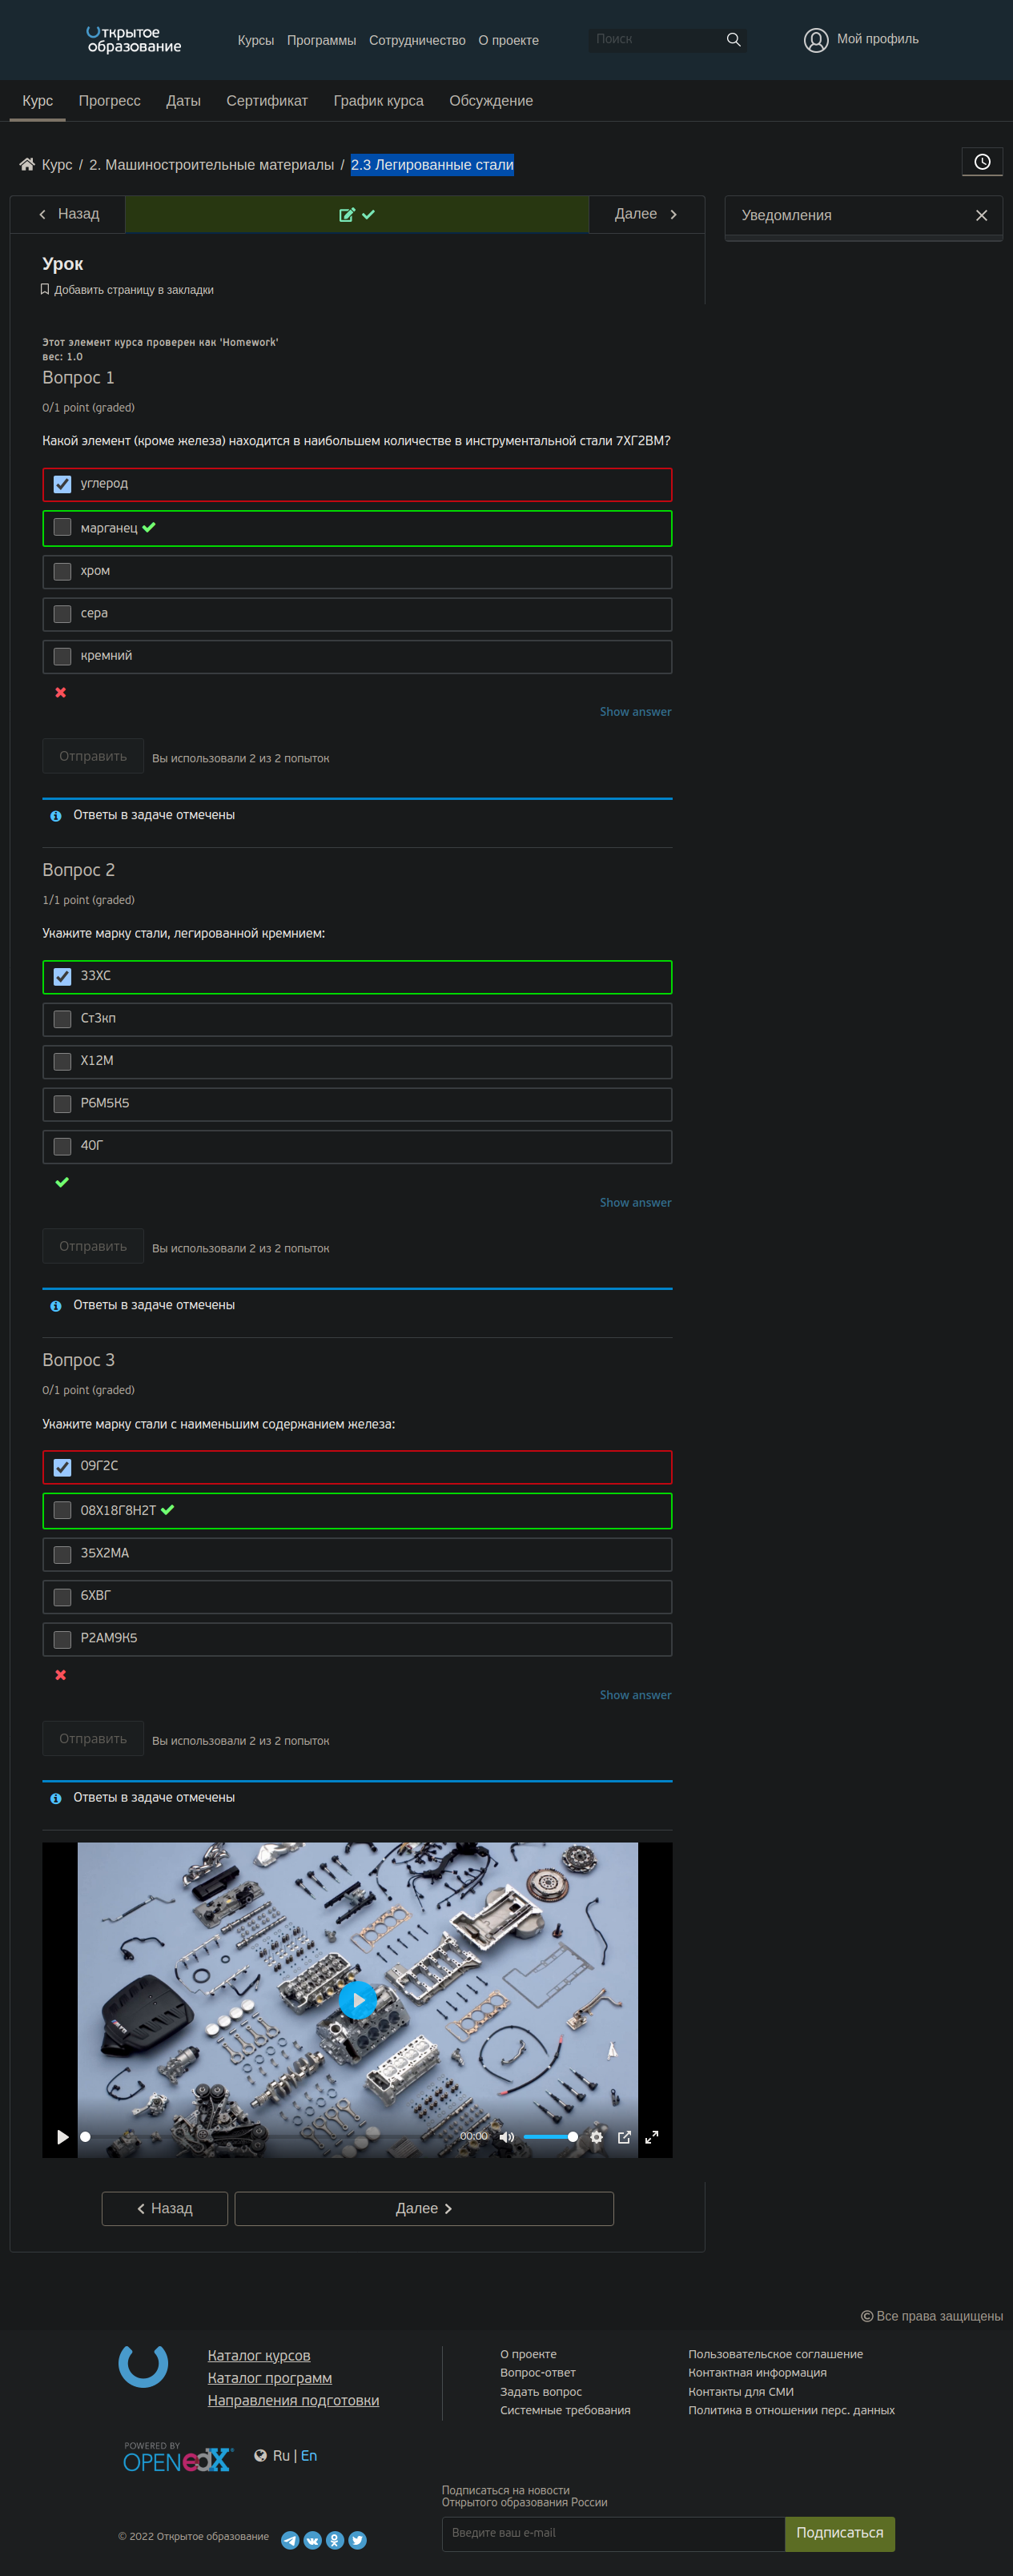 Открытое
образование
Курсы Программы Сотрудничество О проекте
Поиск
Мой профиль
Курс Прогресс Даты Сертификат График курса Обсуждение
Курс / 2. Машиностроительные материалы / 2.3 Легированные стали
Назад
Далее
Уведомления
Урок
Добавить страницу в закладки
Этот элемент курса проверен как 'Homework'
вес: 1.0
Вопрос 1
0/1 point (graded)
Какой элемент (кроме железа) находится в наибольшем количестве в инструментальной стали 7ХГ2ВМ?
углерод
марганец
хром
сера
кремний
Show answer
Отправить
Вы использовали 2 из 2 попыток
Ответы в задаче отмечены
Вопрос 2
1/1 point (graded)
Укажите марку стали, легированной кремнием:
33ХС
Ст3кп
Х12М
Р6М5К5
40Г
Show answer
Отправить
Вы использовали 2 из 2 попыток
Ответы в задаче отмечены
Вопрос 3
0/1 point (graded)
Укажите марку стали с наименьшим содержанием железа:
09Г2С
08Х18Г8Н2Т
35Х2МА
6ХВГ
Р2АМ9К5
Show answer
Отправить
Вы использовали 2 из 2 попыток
Ответы в задаче отмечены
00:00
Назад
Далее
© Все права защищены
Каталог курсов
Каталог программ
Направления подготовки
О проекте
Вопрос-ответ
Задать вопрос
Системные требования
Пользовательское соглашение
Контактная информация
Контакты для СМИ
Политика в отношении перс. данных
POWERED BY
OPEN edX
Ru | En
Подписаться на новости
Открытого образования России
Введите ваш e-mail
Подписаться
© 2022 Открытое образование